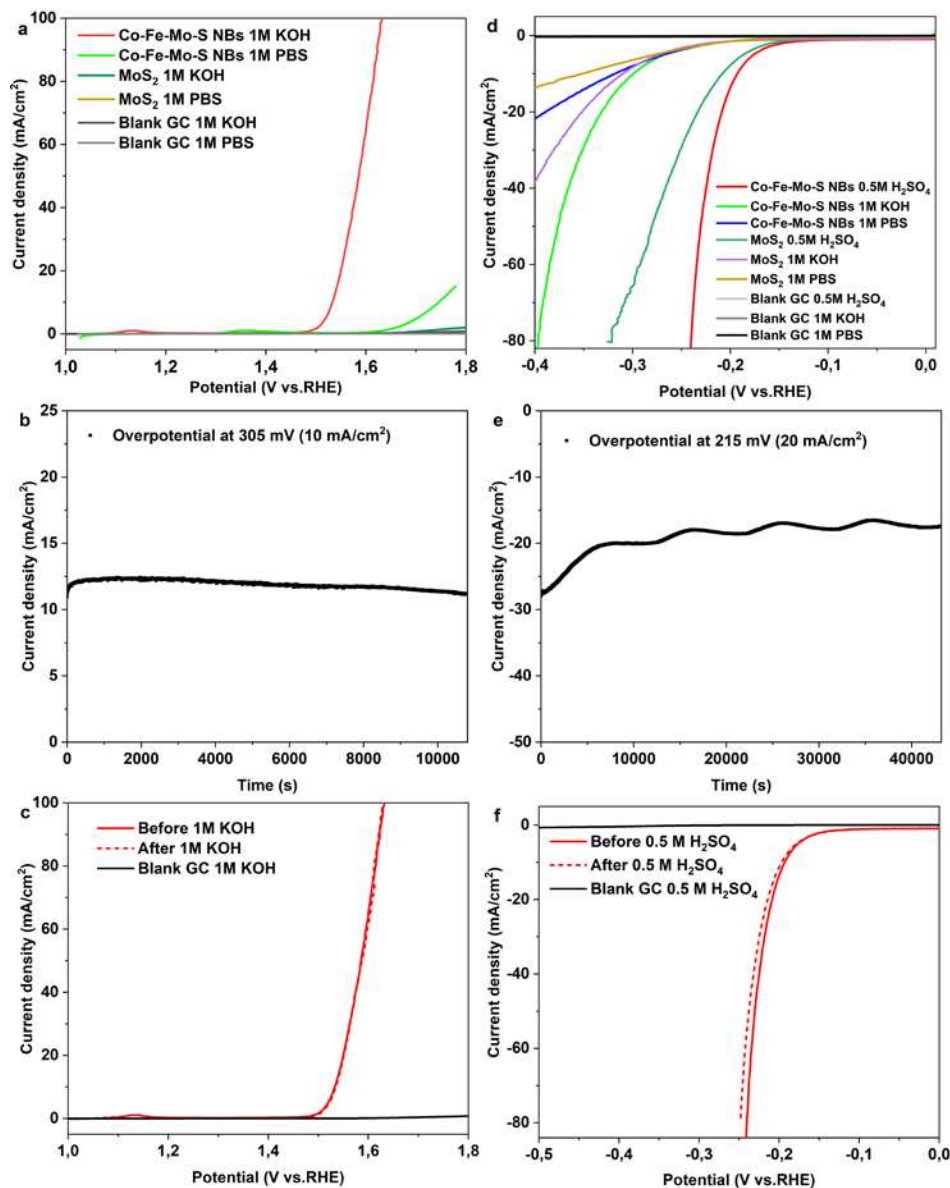 a
100
80
60
40
20
0
Current density (mA/cm²)
Co-Fe-Mo-S NBs 1M KOH
Co-Fe-Mo-S NBs 1M PBS
MoS₂ 1M KOH
MoS₂ 1M PBS
Blank GC 1M KOH
Blank GC 1M PBS
1,0 1,2 1,4 1,6 1,8
Potential (V vs.RHE)
d
0
-20
-40
-60
-80
Current density (mA/cm²)
Co-Fe-Mo-S NBs 0.5M H₂SO₄
Co-Fe-Mo-S NBs 1M KOH
Co-Fe-Mo-S NBs 1M PBS
MoS₂ 0.5M H₂SO₄
MoS₂ 1M KOH
MoS₂ 1M PBS
Blank GC 0.5M H₂SO₄
Blank GC 1M KOH
Blank GC 1M PBS
-0,4 -0,3 -0,2 -0,1 0,0
Potential (V vs.RHE)
b
25
20
15
10
5
0
Current density (mA/cm²)
Overpotential at 305 mV (10 mA/cm²)
0 2000 4000 6000 8000 10000
Time (s)
e
0
-10
-20
-30
-40
-50
Current density (mA/cm²)
Overpotential at 215 mV (20 mA/cm²)
0 10000 20000 30000 40000
Time (s)
c
100
80
60
40
20
0
Current density (mA/cm²)
Before 1M KOH
After 1M KOH
Blank GC 1M KOH
1,0 1,2 1,4 1,6 1,8
Potential (V vs.RHE)
f
0
-20
-40
-60
-80
Current density (mA/cm²)
Before 0.5 M H₂SO₄
After 0.5 M H₂SO₄
Blank GC 0.5 M H₂SO₄
-0,5 -0,4 -0,3 -0,2 -0,1 0,0
Potential (V vs.RHE)